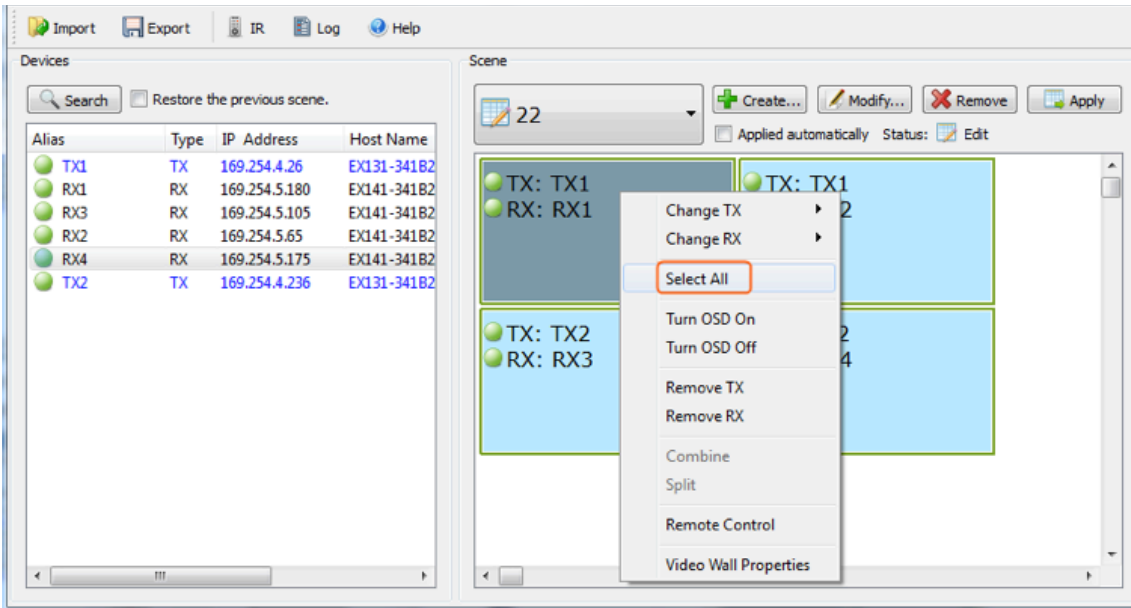 Import Export IR Log Help
Devices
Search Restore the previous scene.
Alias Type IP Address Host Name
TX1 TX 169.254.4.26 EX131-341B2
RX1 RX 169.254.5.180 EX141-341B2
RX3 RX 169.254.5.105 EX141-341B2
RX2 RX 169.254.5.65 EX141-341B2
RX4 RX 169.254.5.175 EX141-341B2
TX2 TX 169.254.4.236 EX131-341B2
Scene
22 Create... Modify... Remove Apply
Applied automatically Status: Edit
TX: TX1 TX: TX1
RX: RX1 2
TX: TX2 2
RX: RX3 4
Change TX
Change RX
Select All
Turn OSD On
Turn OSD Off
Remove TX
Remove RX
Combine
Split
Remote Control
Video Wall Properties